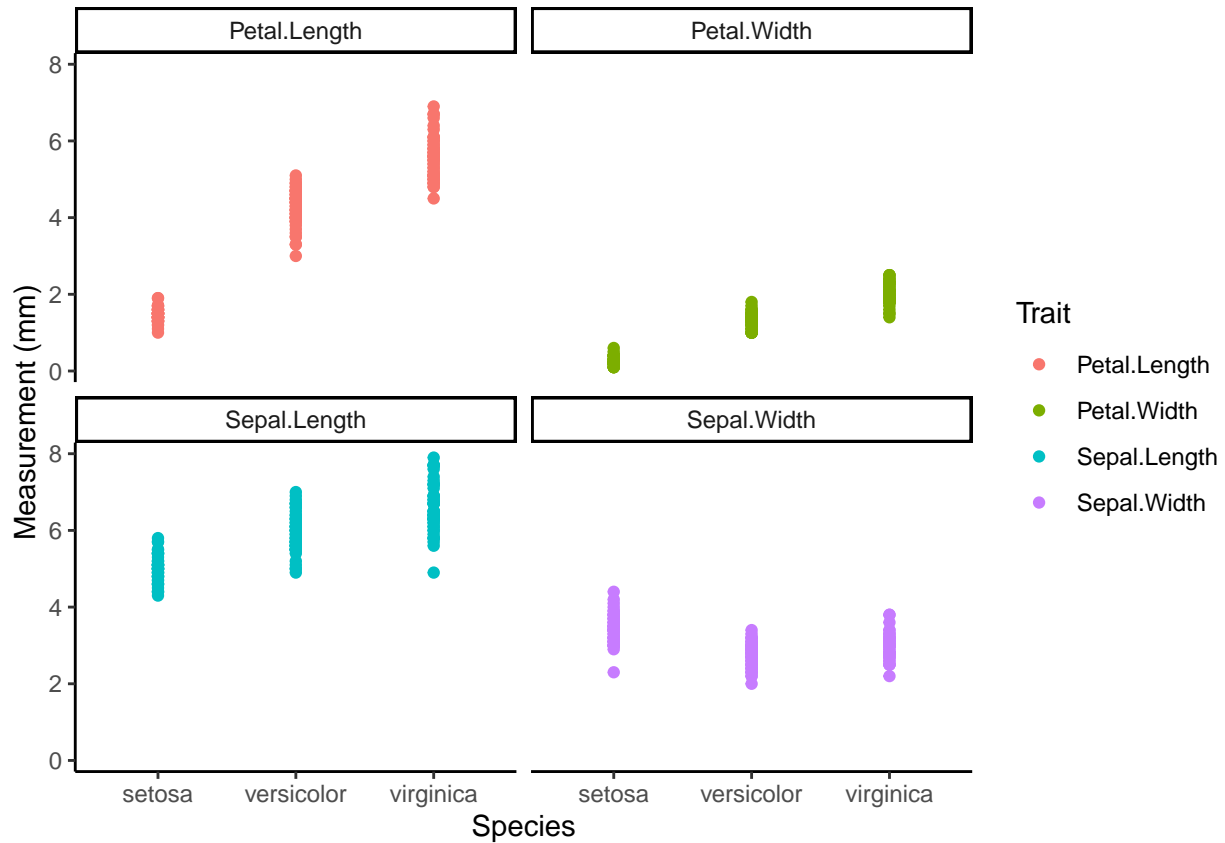 Petal.Length
Petal.Width
8
6
4
2
0
Sepal.Length
Sepal.Width
8
6
4
2
0
setosa
versicolor
virginica
setosa
versicolor
virginica
Species
Measurement (mm)
Trait
Petal.Length
Petal.Width
Sepal.Length
Sepal.Width